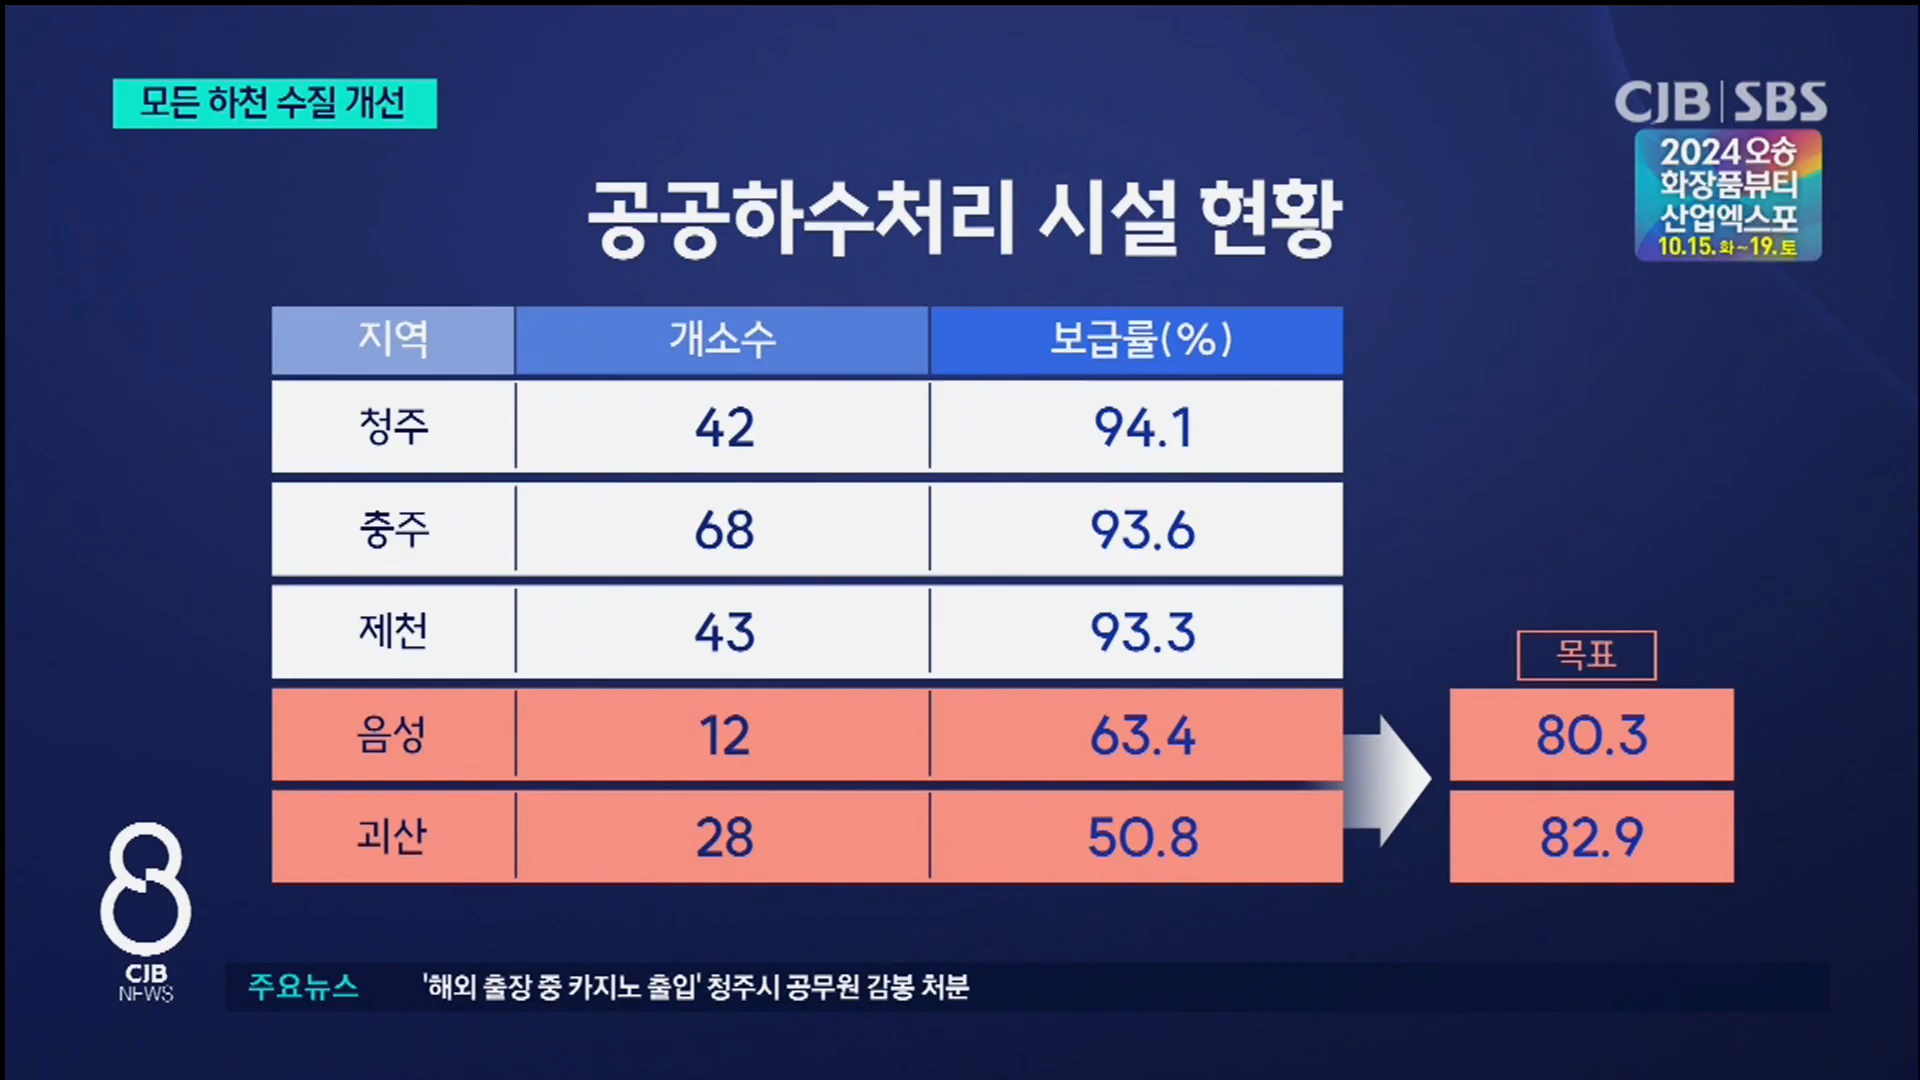 모든 하천 수질 개선
CJB SBS
2024오송
화장품뷰티
산업엑스포
10.15.화~19.토
공공하수처리 시설 현황
지역 개소수 보급률(%)
청주 42 94.1
충주 68 93.6
제천 43 93.3
목표
음성 12 63.4 80.3
괴산 28 50.8 82.9
8
CJB
NEWS
주요뉴스 '해외 출장 중 카지노 출입' 청주시 공무원 감봉 처분